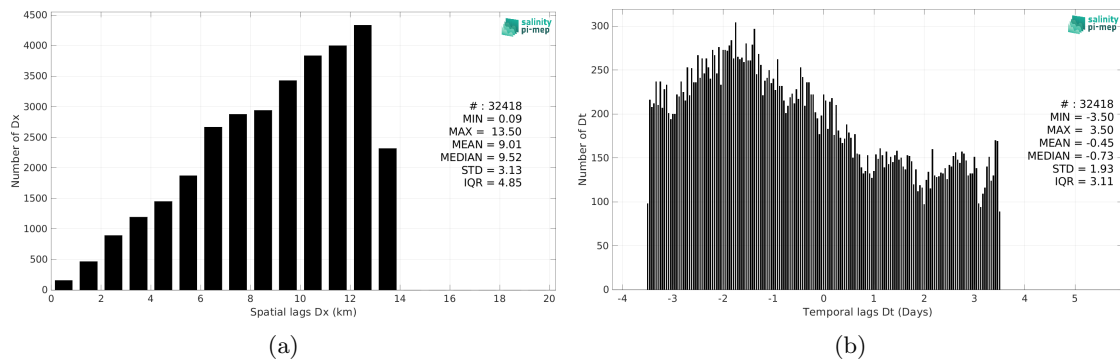 4500
4000
3500
3000
2500
2000
1500
1000
500
0
Number of Dx
0 2 4 6 8 10 12 14 16 18 20
Spatial lags Dx (km)
salinity
pi-mep
# : 32418
MIN = 0.09
MAX = 13.50
MEAN = 9.01
MEDIAN = 9.52
STD = 3.13
IQR = 4.85
(a)
300
250
200
150
100
50
0
Number of Dt
-4 -3 -2 -1 0 1 2 3 4 5
Temporal lags Dt (Days)
salinity
pi-mep
# : 32418
MIN = -3.50
MAX = 3.50
MEAN = -0.45
MEDIAN = -0.73
STD = 1.93
IQR = 3.11
(b)